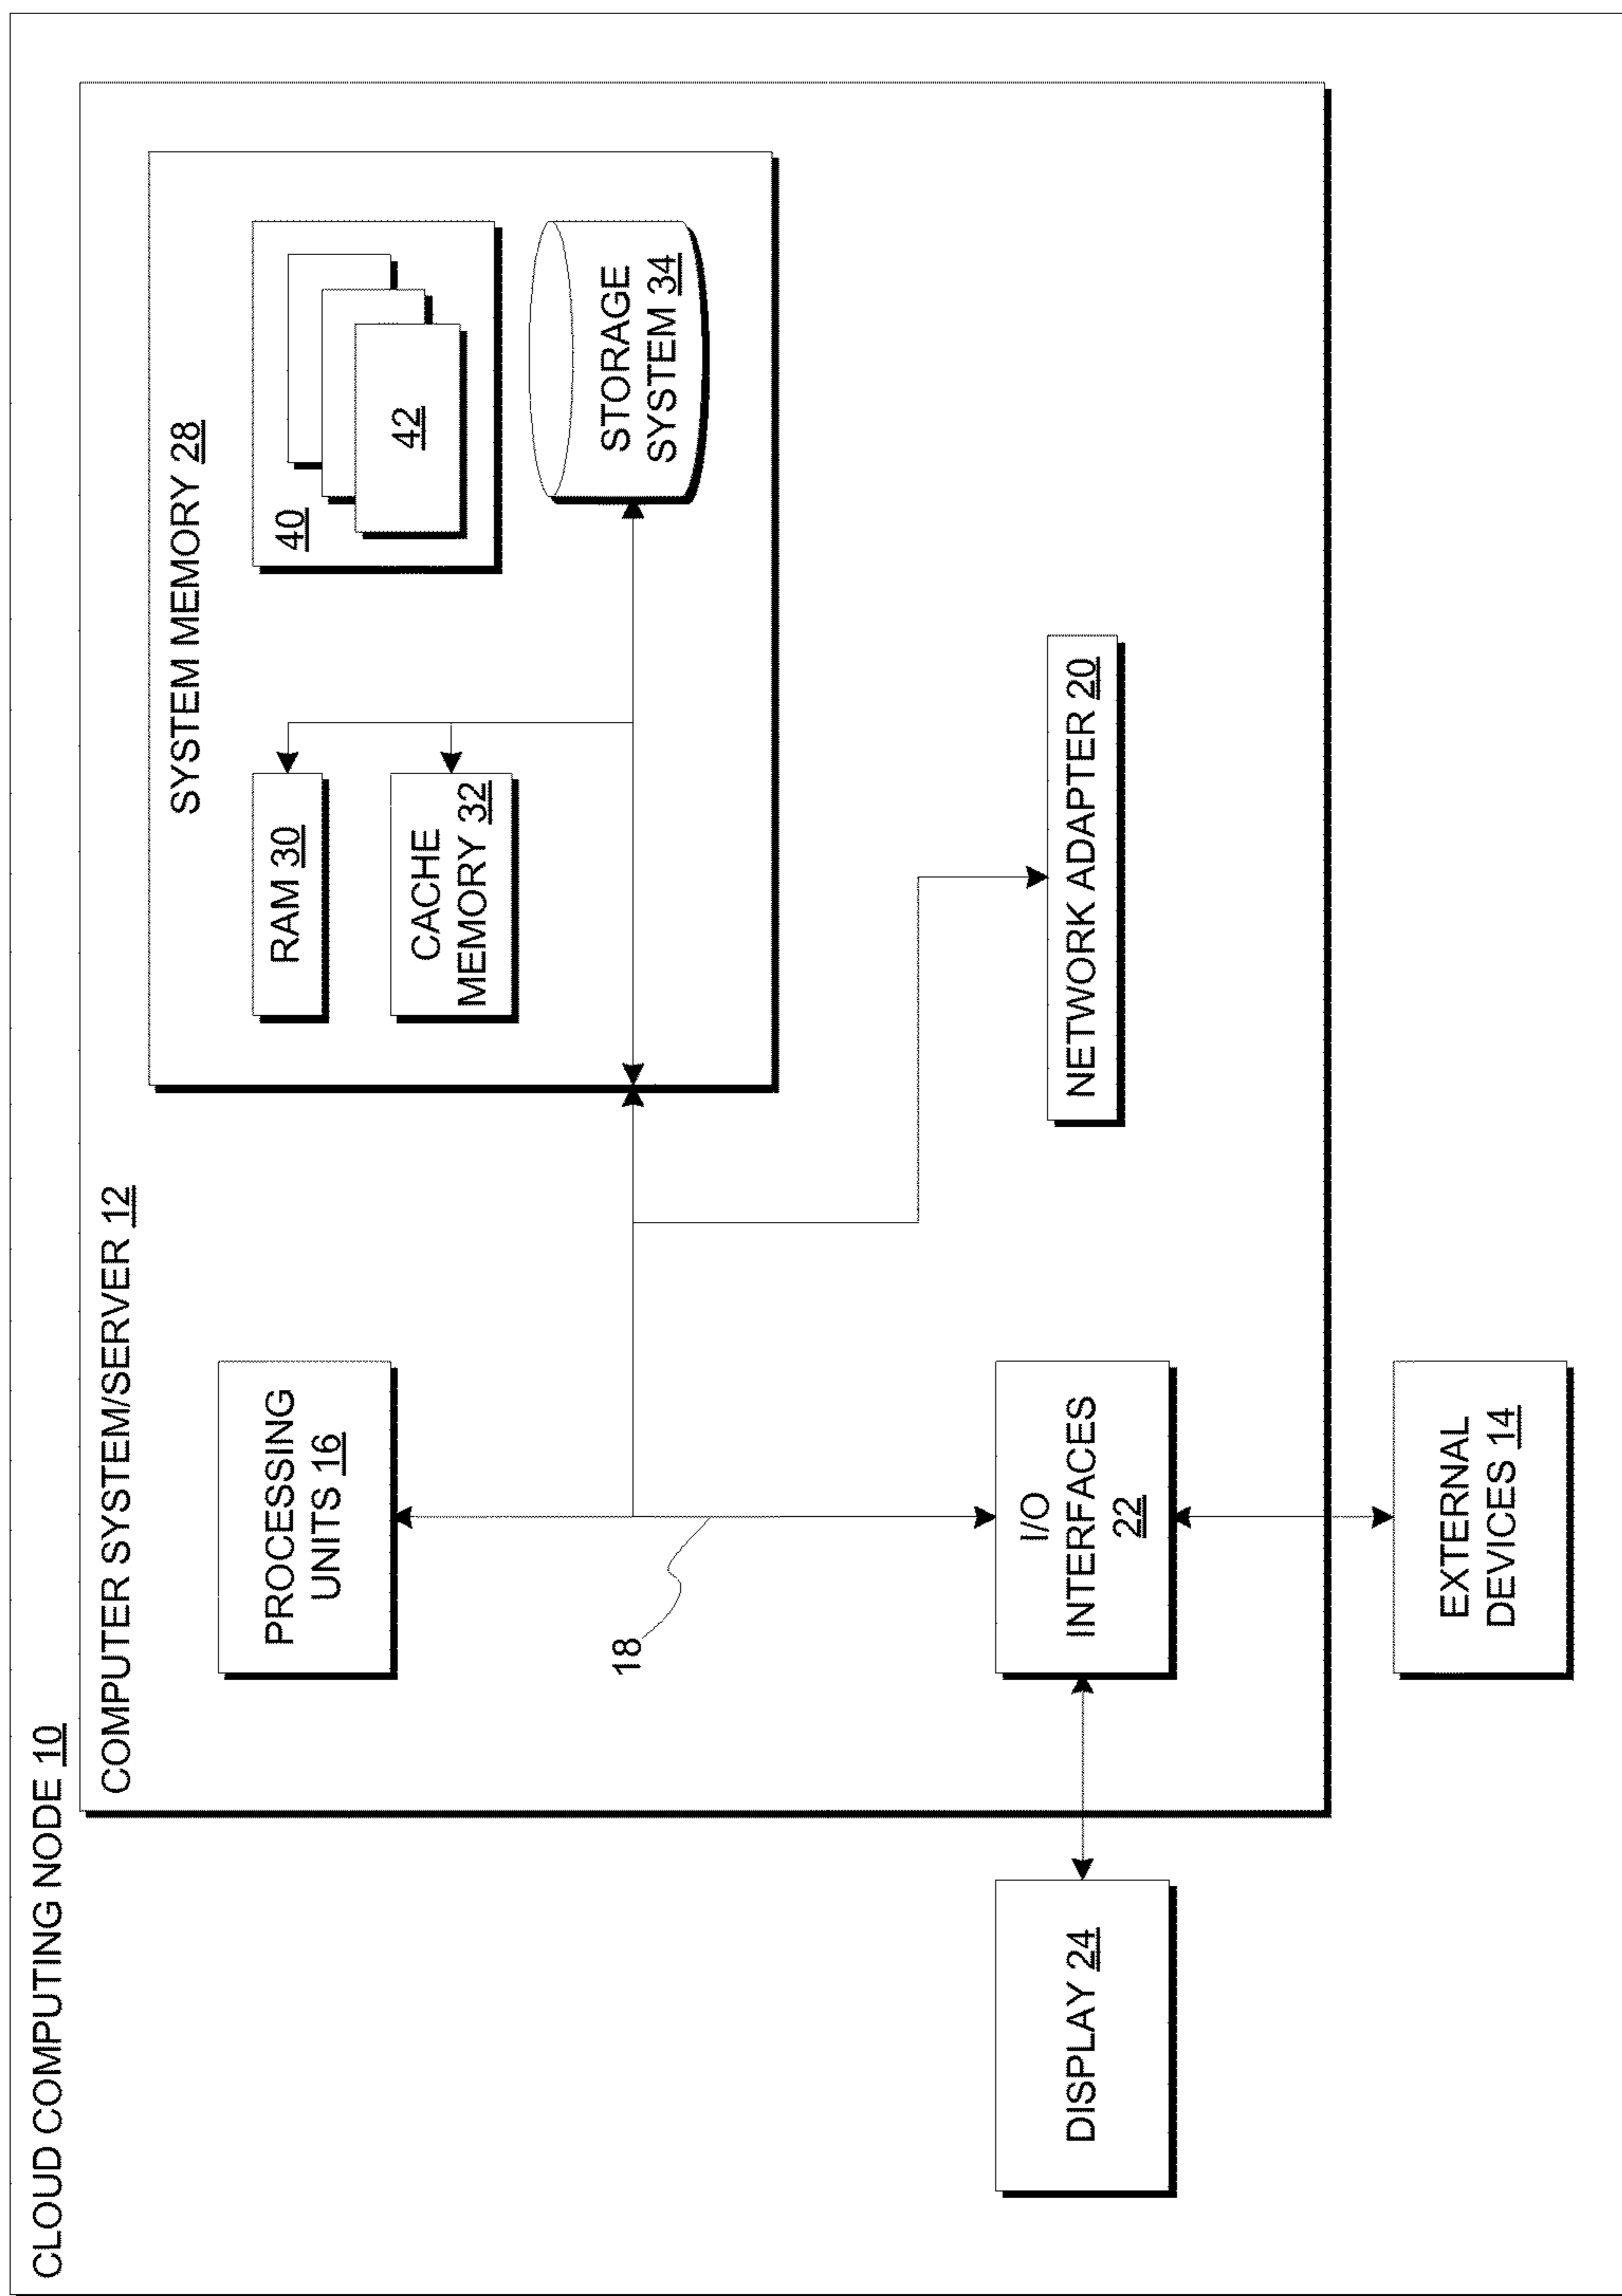 CLOUD COMPUTING NODE 10
COMPUTER SYSTEM/SERVER 12
SYSTEM MEMORY 28
PROCESSING
UNITS 16
RAM 30
CACHE
MEMORY 32
40
42
STORAGE
SYSTEM 34
18
DISPLAY 24
I/O
INTERFACES
22
NETWORK ADAPTER 20
EXTERNAL
DEVICES 14